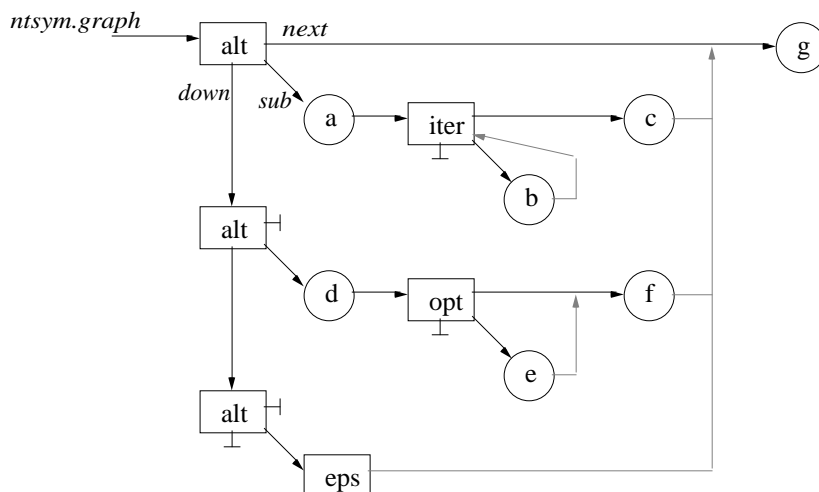 ntsym.graph
next
alt
g
down
sub
a
iter
c
b
alt
d
opt
f
e
alt
eps